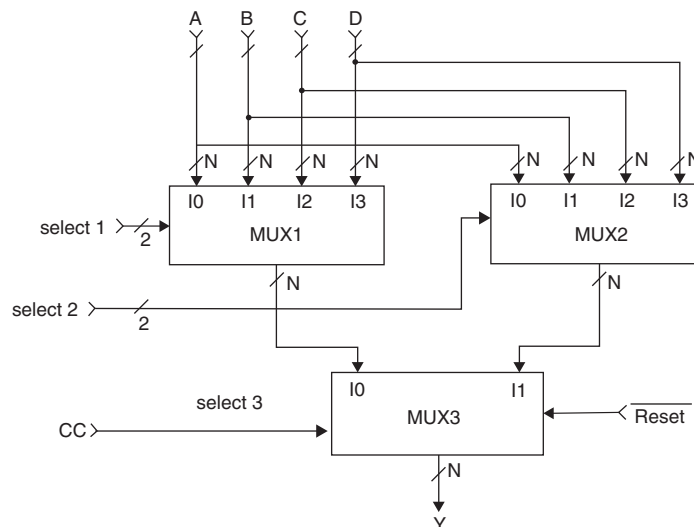 A B C D
N N N N N N N N
I0 I1 I2 I3 I0 I1 I2 I3
select 1 2 MUX1 MUX2
N N
select 2 2
I0 I1
select 3
CC MUX3 Reset
N
Y